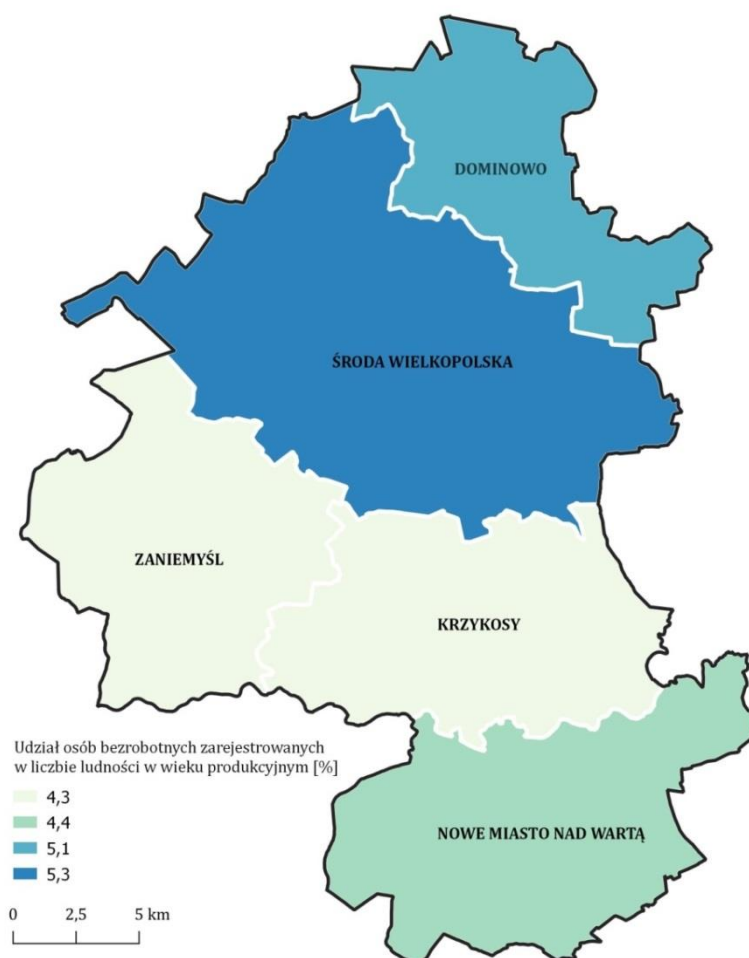 DOMINOWO
ŚRODA WIELKOPOLSKA
ZANIEMYŚL
KRZYKOSY
NOWE MIASTO NAD WARTĄ
Udział osób bezrobotnych zarejestrowanych
w liczbie ludności w wieku produkcyjnym [%]
4,3
4,4
5,1
5,3
0 2,5 5 km